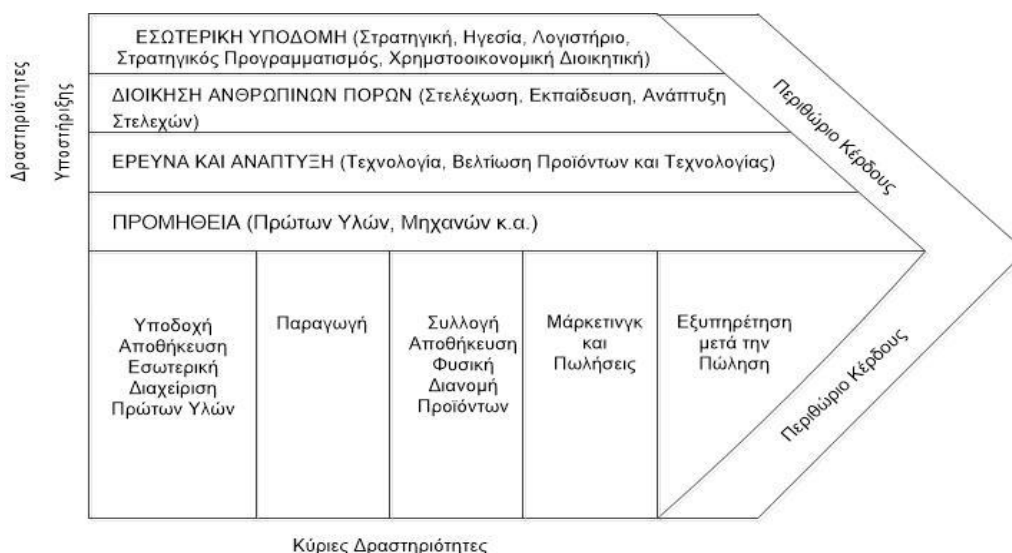 Δραστηριότητες
Υποστήριξης
ΕΣΩΤΕΡΙΚΗ ΥΠΟΔΟΜΗ (Στρατηγική, Ηγεσία, Λογιστήριο,
Στρατηγικός Προγραμματισμός, Χρημστοοικονομική Διοικητική)
ΔΙΟΙΚΗΣΗ ΑΝΘΡΩΠΙΝΩΝ ΠΟΡΩΝ (Στελέχωση, Εκπαίδευση, Ανάπτυξη
Στελεχών)
ΕΡΕΥΝΑ ΚΑΙ ΑΝΑΠΤΥΞΗ (Τεχνολογία, Βελτίωση Προϊόντων και Τεχνολογίας)
ΠΡΟΜΗΘΕΙΑ (Πρώτων Υλών, Μηχανών κ.α.)
Περιθώριο Κέρδους
Υποδοχή
Αποθήκευση
Εσωτερική
Διαχείριση
Πρώτων Υλών
Παραγωγή
Συλλογή
Αποθήκευση
Φυσική
Διανομή
Προϊόντων
Μάρκετινγκ
και
Πωλήσεις
Εξυπηρέτηση
μετά την
Πώληση
Περιθώριο Κέρδους
Κύριες Δραστηριότητες